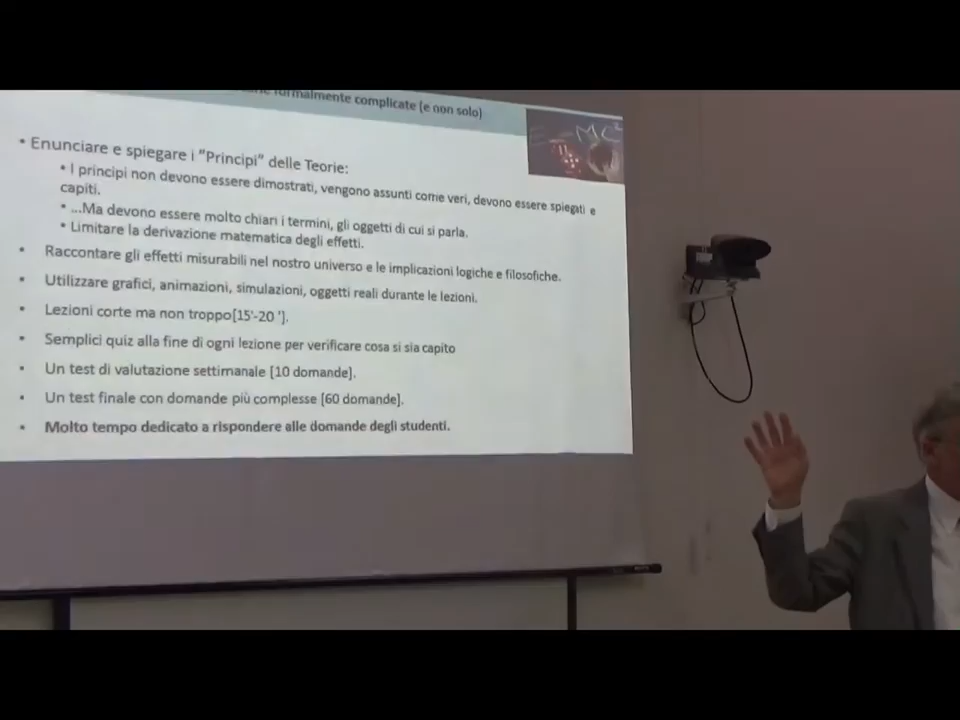 formalmente complicate (e non solo)
MC²
• Enunciare e spiegare i "Principi" delle Teorie:
• I principi non devono essere dimostrati, vengono assunti come veri, devono essere spiegati e
capiti.
• ...Ma devono essere molto chiari i termini, gli oggetti di cui si parla.
• Limitare la derivazione matematica degli effetti.
• Raccontare gli effetti misurabili nel nostro universo e le implicazioni logiche e filosofiche.
• Utilizzare grafici, animazioni, simulazioni, oggetti reali durante le lezioni.
• Lezioni corte ma non troppo[15'-20 '].
• Semplici quiz alla fine di ogni lezione per verificare cosa si sia capito
• Un test di valutazione settimanale [10 domande].
• Un test finale con domande più complesse [60 domande].
• Molto tempo dedicato a rispondere alle domande degli studenti.